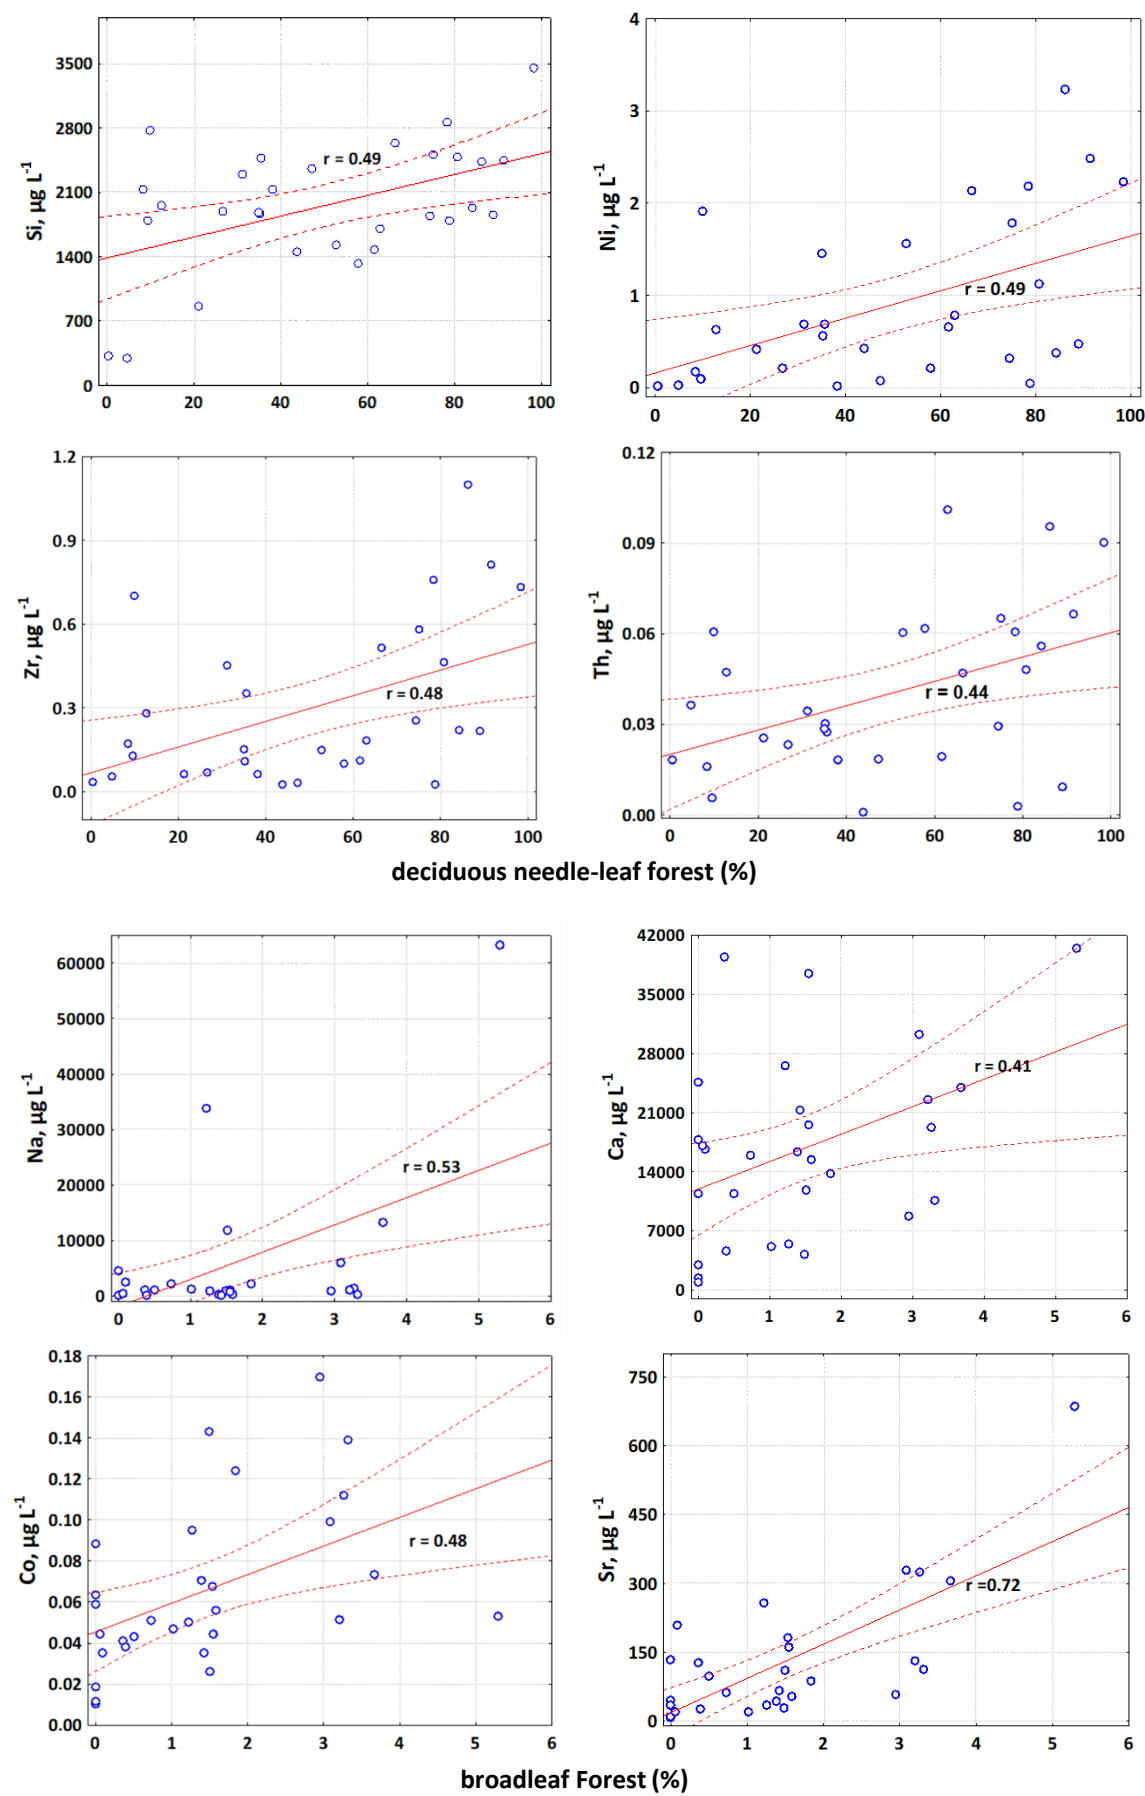 Si, µg L-1
3500
2800
2100
1400
700
0
r = 0.49
0 20 40 60 80 100
Ni, µg L-1
4
3
2
1
0
r = 0.49
0 20 40 60 80 100
Zr, µg L-1
1.2
0.9
0.6
0.3
0.0
r = 0.48
0 20 40 60 80 100
Th, µg L-1
0.12
0.09
0.06
0.03
0.00
r = 0.44
0 20 40 60 80 100
deciduous needle-leaf forest (%)
Na, µg L-1
60000
50000
40000
30000
20000
10000
0
r = 0.53
0 1 2 3 4 5 6
Ca, µg L-1
42000
35000
28000
21000
14000
7000
0
r = 0.41
0 1 2 3 4 5 6
Co, µg L-1
0.18
0.16
0.14
0.12
0.10
0.08
0.06
0.04
0.02
0.00
r = 0.48
0 1 2 3 4 5 6
Sr, µg L-1
750
600
450
300
150
0
r =0.72
0 1 2 3 4 5 6
broadleaf Forest (%)